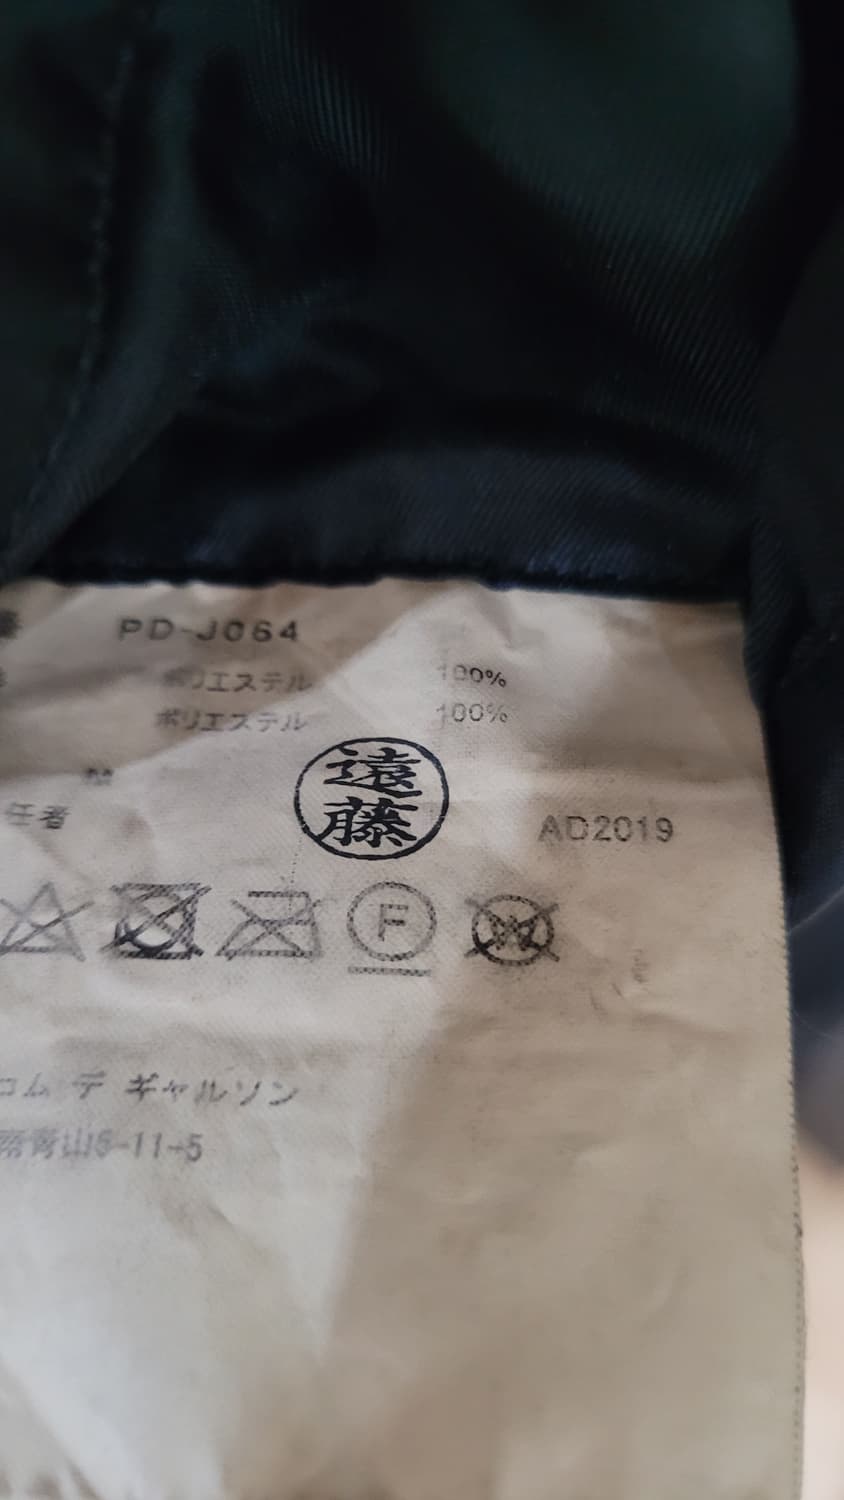 PD-J064
ポリエステル 100%
ポリエステル 100%
遠藤
任者 AD2019
F
W
コム デ ギャルソン
青山5-11-5